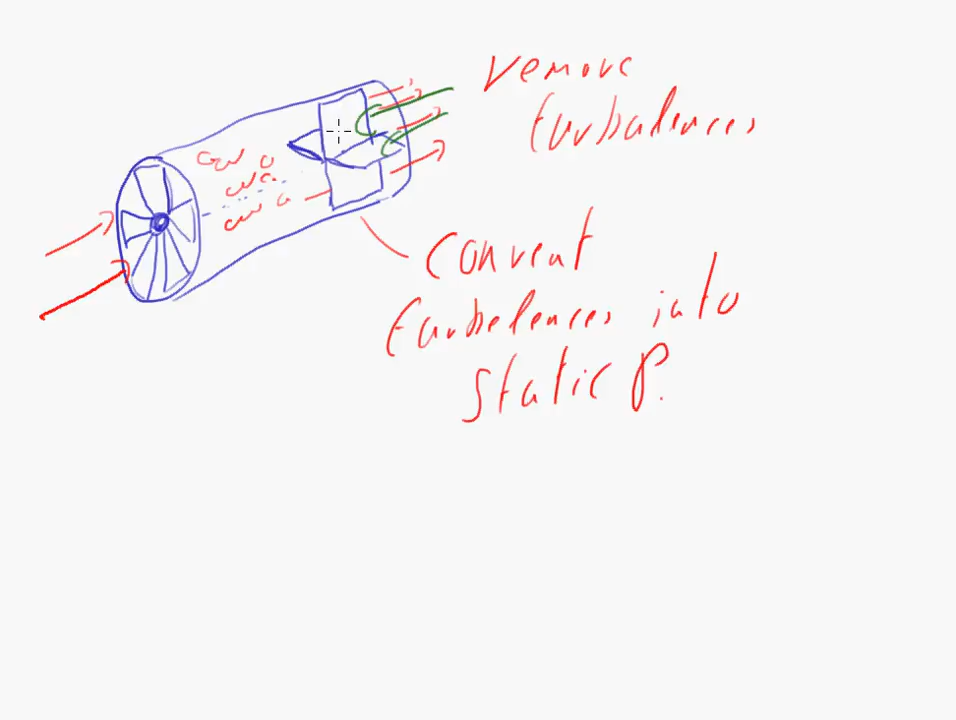 remove
turbulences
convert
turbulences into
static P.